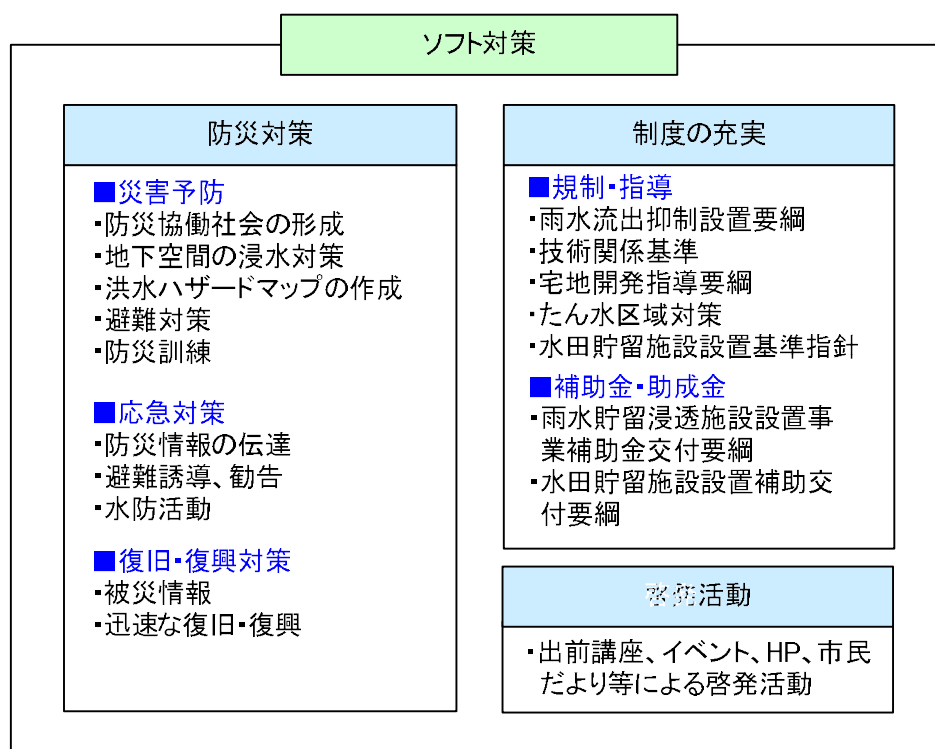 ソフト対策
防災対策
■災害予防
・防災協働社会の形成
・地下空間の浸水対策
・洪水ハザードマップの作成
・避難対策
・防災訓練
■応急対策
・防災情報の伝達
・避難誘導、勧告
・水防活動
■復旧・復興対策
・被災情報
・迅速な復旧・復興
制度の充実
■規制・指導
・雨水流出抑制設置要綱
・技術関係基準
・宅地開発指導要綱
・たん水区域対策
・水田貯留施設設置基準指針
■補助金・助成金
・雨水貯留浸透施設設置事
業補助金交付要綱
・水田貯留施設設置補助交
付要綱
啓発活動
・出前講座、イベント、HP、市民
だより等による啓発活動